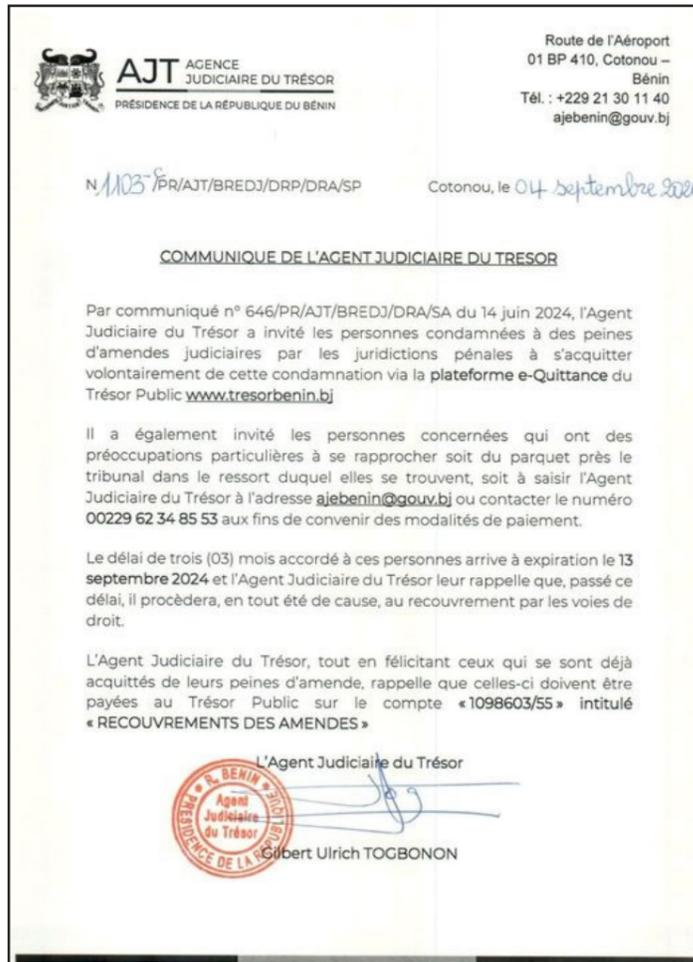 AJT AGENCE
JUDICIAIRE DU TRÉSOR
PRÉSIDENCE DE LA RÉPUBLIQUE DU BÉNIN
Route de l'Aéroport
01 BP 410, Cotonou –
Bénin
Tél. : +229 21 30 11 40
ajebenin@gouv.bj
N 1103-c/PR/AJT/BREDJ/DRP/DRA/SP
Cotonou, le 04 septembre
COMMUNIQUE DE L'AGENT JUDICIAIRE DU TRESOR
Par communiqué n° 646/PR/AJT/BREDJ/DRA/SA du 14 juin 2024, l'Agent
Judiciaire du Trésor a invité les personnes condamnées à des peines
d'amendes judiciaires par les juridictions pénales à s'acquitter
volontairement de cette condamnation via la plateforme e-Quittance du
Trésor Public www.tresorbenin.bj
Il a également invité les personnes concernées qui ont des
préoccupations particulières à se rapprocher soit du parquet près le
tribunal dans le ressort duquel elles se trouvent, soit à saisir l'Agent
Judiciaire du Trésor à l'adresse ajebenin@gouv.bj ou contacter le numéro
00229 62 34 85 53 aux fins de convenir des modalités de paiement.
Le délai de trois (03) mois accordé à ces personnes arrive à expiration le 13
septembre 2024 et l'Agent Judiciaire du Trésor leur rappelle que, passé ce
délai, il procèdera, en tout été de cause, au recouvrement par les voies de
droit.
L'Agent Judiciaire du Trésor, tout en félicitant ceux qui se sont déjà
acquittés de leurs peines d'amende, rappelle que celles-ci doivent être
payées au Trésor Public sur le compte « 1098603/55 » intitulé
« RECOUVREMENTS DES AMENDES »
L'Agent Judiciaire du Trésor
R. BENIN
Agent
Judiciaire
du Trésor
PRESIDENCE DE LA REPUBLIQUE
Gilbert Ulrich TOGBONON